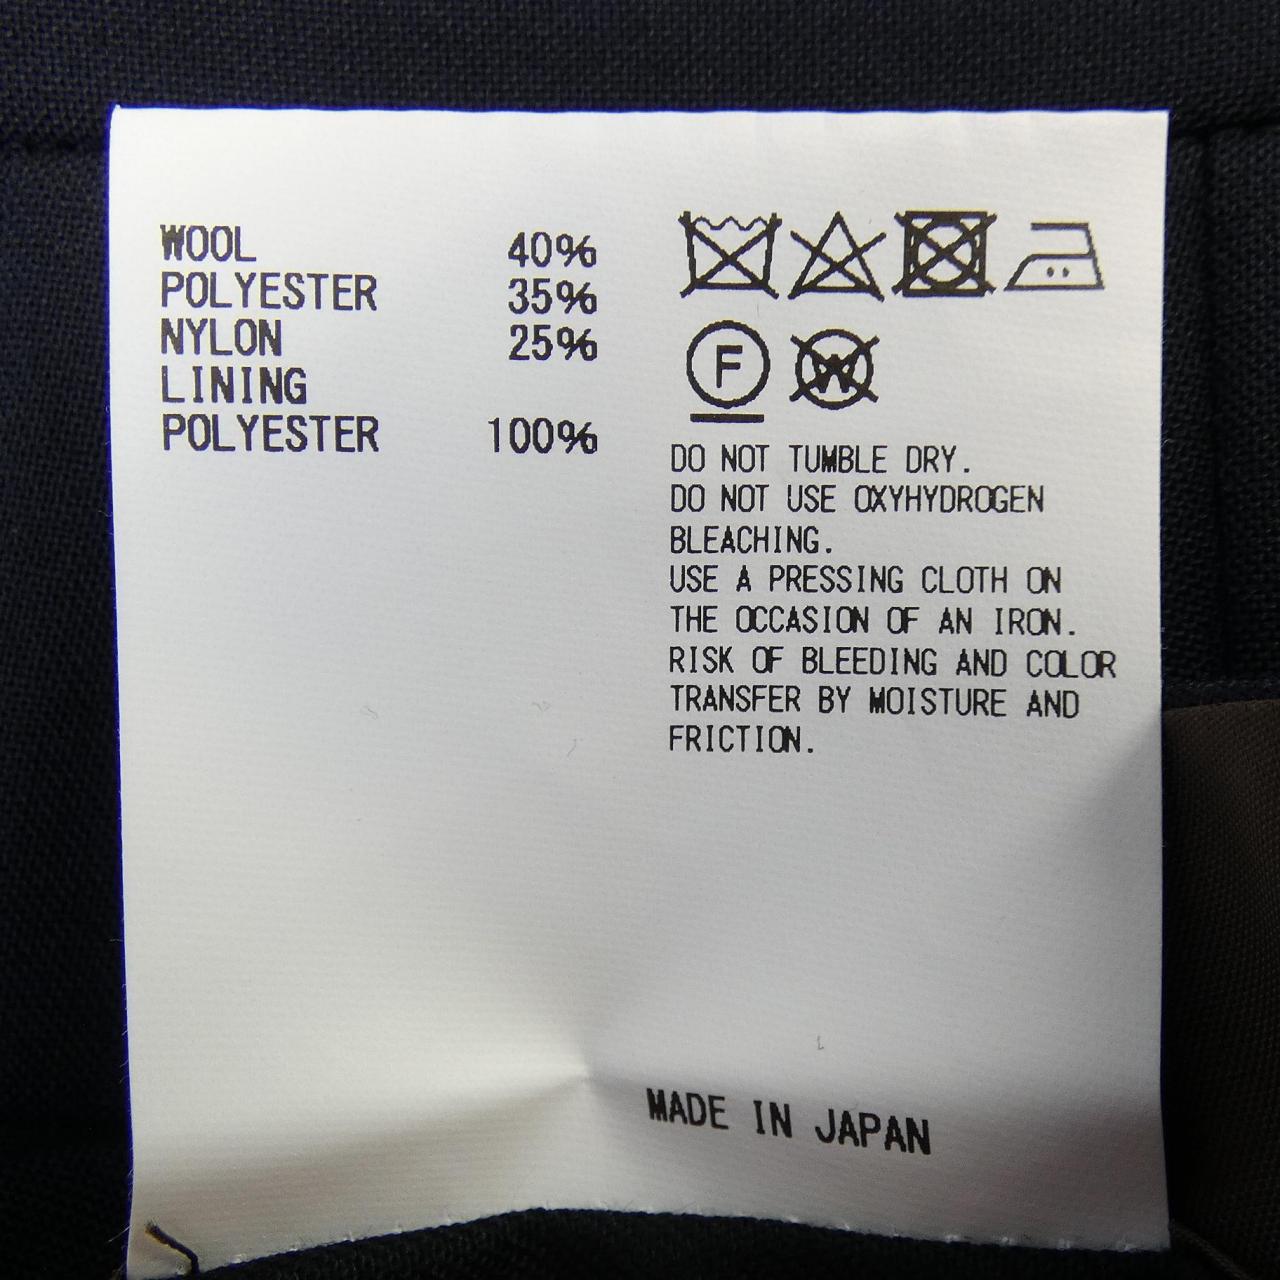 WOOL 40%
POLYESTER 35%
NYLON 25%
LINING
POLYESTER 100%
F W
DO NOT TUMBLE DRY.
DO NOT USE OXYHYDROGEN
BLEACHING.
USE A PRESSING CLOTH ON
THE OCCASION OF AN IRON.
RISK OF BLEEDING AND COLOR
TRANSFER BY MOISTURE AND
FRICTION.
MADE IN JAPAN